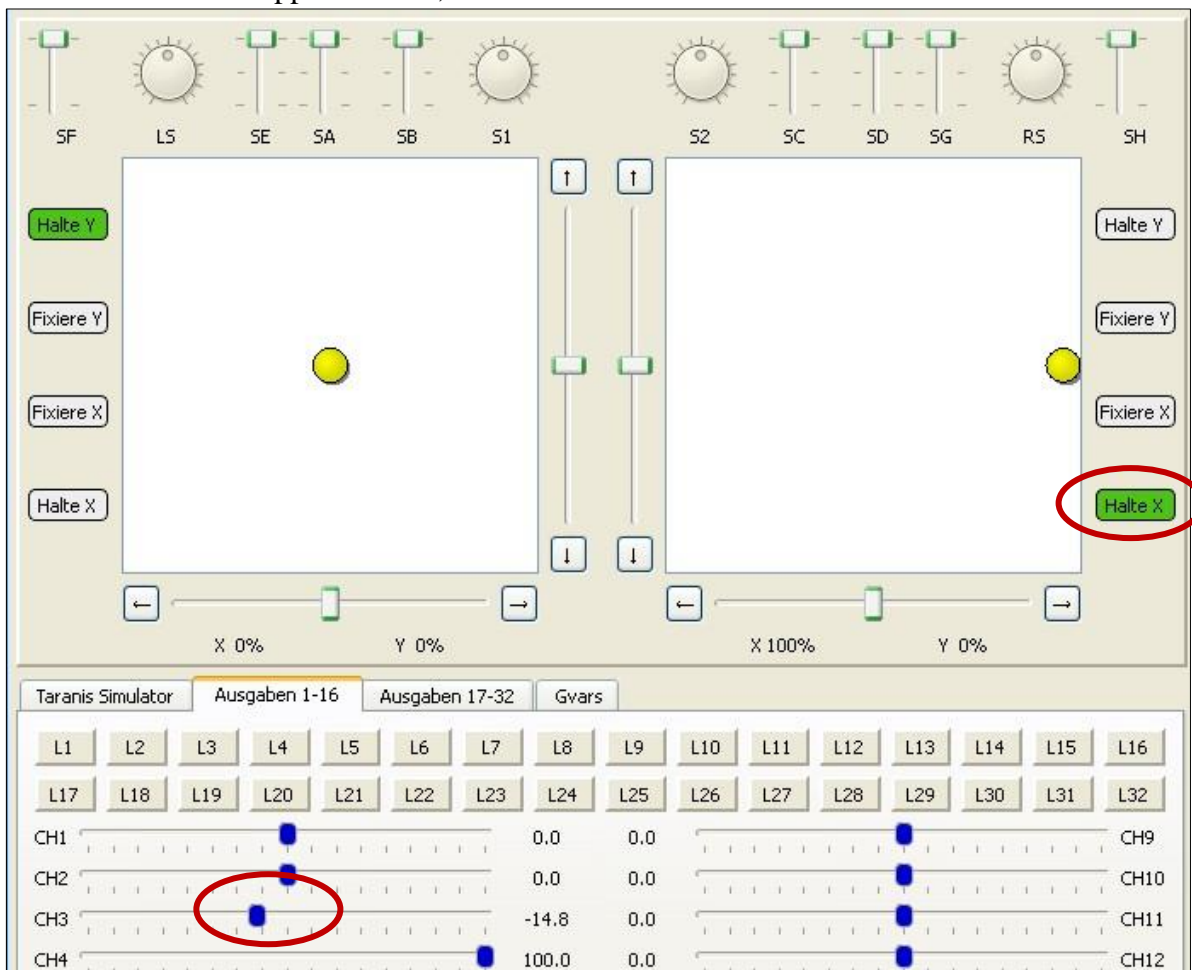 SF LS SE SA SB S1 S2 SC SD SG RS SH
↑ ↑
Halte Y Halte Y
Fixiere Y Fixiere Y
Fixiere X Fixiere X
Halte X Halte X
↓ ↓
← → ← →
X 0% Y 0% X 100% Y 0%
Taranis Simulator Ausgaben 1-16 Ausgaben 17-32 Gvars
L1 L2 L3 L4 L5 L6 L7 L8 L9 L10 L11 L12 L13 L14 L15 L16
L17 L18 L19 L20 L21 L22 L23 L24 L25 L26 L27 L28 L29 L30 L31 L32
CH1 0.0 0.0 CH9
CH2 0.0 0.0 CH10
CH3 -14.8 0.0 CH11
CH4 100.0 0.0 CH12